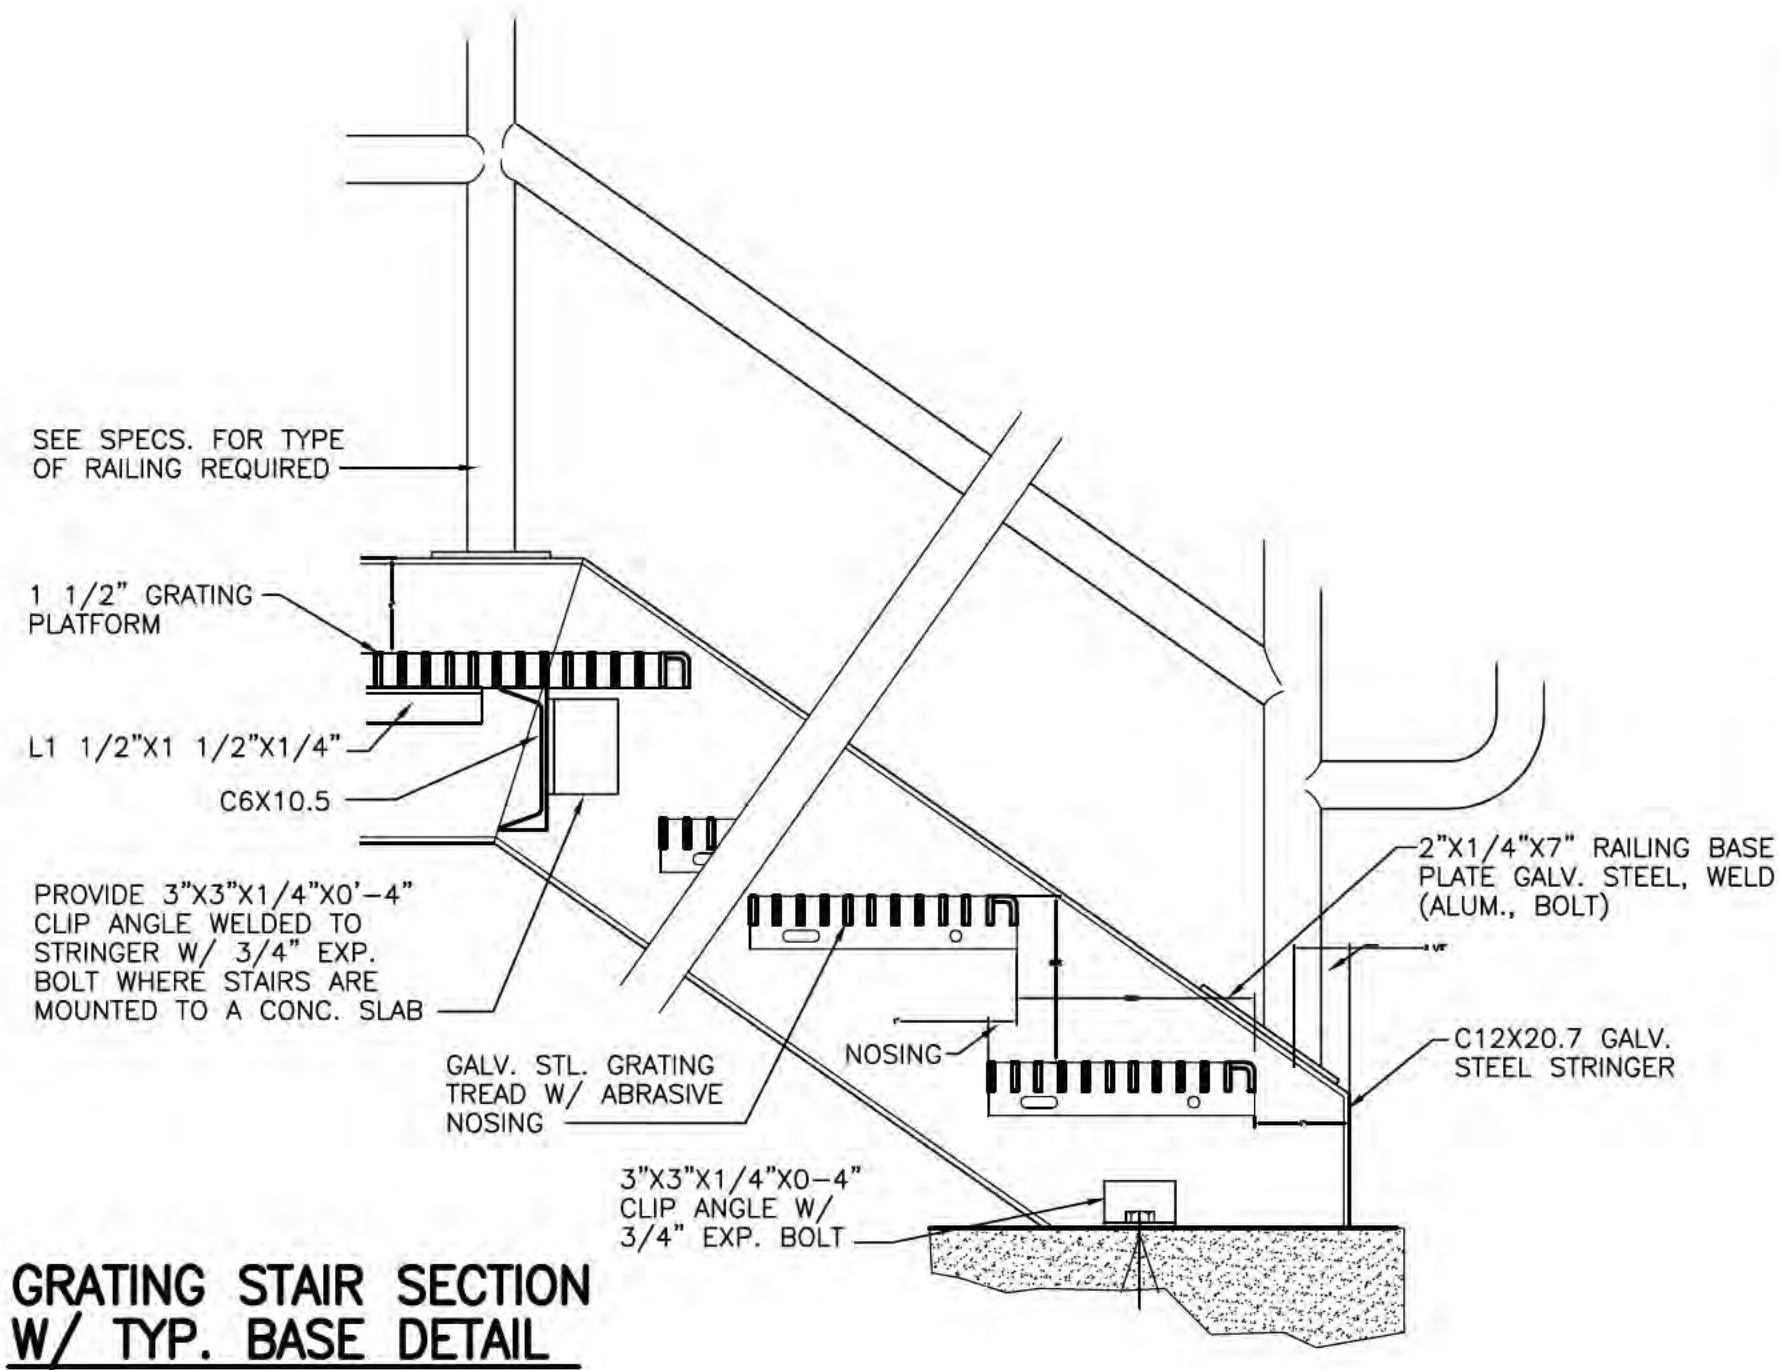 SEE SPECS. FOR TYPE
OF RAILING REQUIRED
1 1/2" GRATING
PLATFORM
L1 1/2"X1 1/2"X1/4"
C6X10.5
PROVIDE 3"X3"X1/4"X0'-4"
CLIP ANGLE WELDED TO
STRINGER W/ 3/4" EXP.
BOLT WHERE STAIRS ARE
MOUNTED TO A CONC. SLAB
GALV. STL. GRATING
TREAD W/ ABRASIVE
NOSING
NOSING
2"X1/4"X7" RAILING BASE
PLATE GALV. STEEL, WELD
(ALUM., BOLT)
C12X20.7 GALV.
STEEL STRINGER
3"X3"X1/4"X0-4"
CLIP ANGLE W/
3/4" EXP. BOLT
GRATING STAIR SECTION
W/ TYP. BASE DETAIL